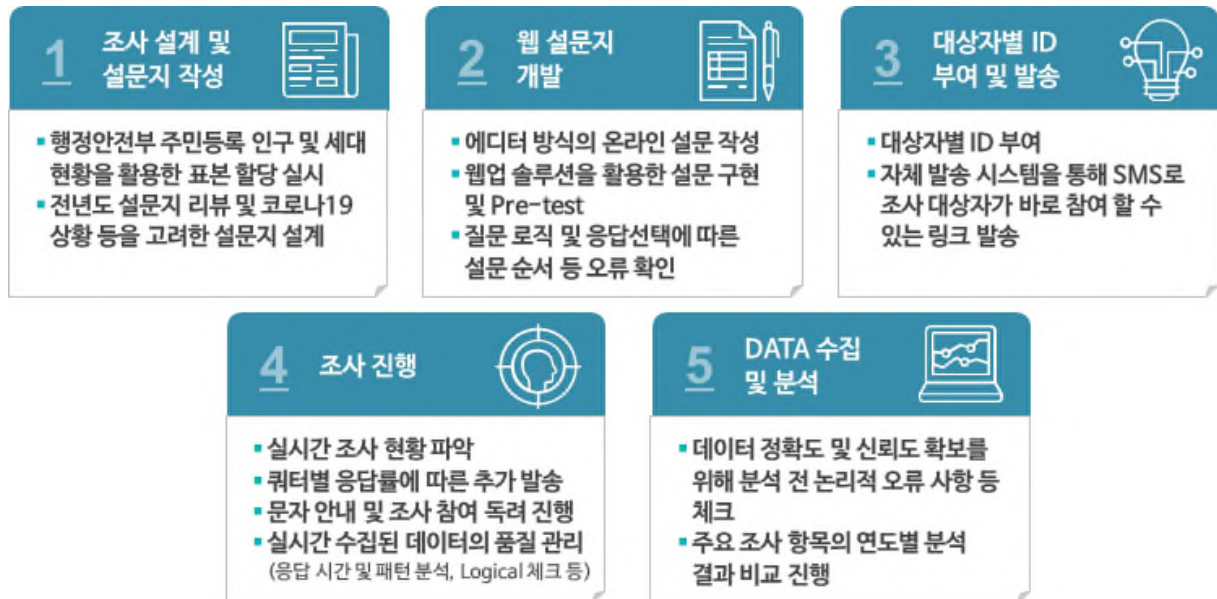 1
조사 설계 및
설문지 작성
▪ 행정안전부 주민등록 인구 및 세대
현황을 활용한 표본 할당 실시
▪ 전년도 설문지 리뷰 및 코로나19
상황 등을 고려한 설문지 설계
2
웹 설문지
개발
▪ 에디터 방식의 온라인 설문 작성
▪ 웹업 솔루션을 활용한 설문 구현
및 Pre-test
▪ 질문 로직 및 응답선택에 따른
설문 순서 등 오류 확인
3
대상자별 ID
부여 및 발송
▪ 대상자별 ID 부여
▪ 자체 발송 시스템을 통해 SMS로
조사 대상자가 바로 참여 할 수
있는 링크 발송
4
조사 진행
▪ 실시간 조사 현황 파악
▪ 쿼터별 응답률에 따른 추가 발송
▪ 문자 안내 및 조사 참여 독려 진행
▪ 실시간 수집된 데이터의 품질 관리
(응답 시간 및 패턴 분석, Logical 체크 등)
5
DATA 수집
및 분석
▪ 데이터 정확도 및 신뢰도 확보를
위해 분석 전 논리적 오류 사항 등
체크
▪ 주요 조사 항목의 연도별 분석
결과 비교 진행